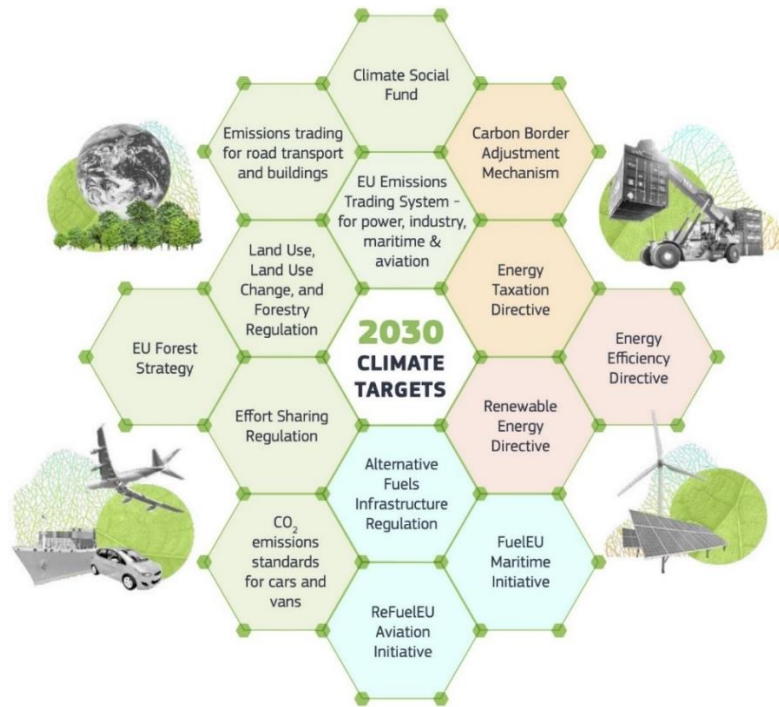 Climate Social
Fund
Emissions trading
for road transport
and buildings
Carbon Border
Adjustment
Mechanism
EU Emissions
Trading System -
for power, industry,
maritime &
aviation
Land Use,
Land Use
Change, and
Forestry
Regulation
Energy
Taxation
Directive
EU Forest
Strategy
2030
CLIMATE
TARGETS
Energy
Efficiency
Directive
Effort Sharing
Regulation
Renewable
Energy
Directive
Alternative
Fuels
Infrastructure
Regulation
CO₂
emissions
standards
for cars and
vans
FuelEU
Maritime
Initiative
ReFuelEU
Aviation
Initiative